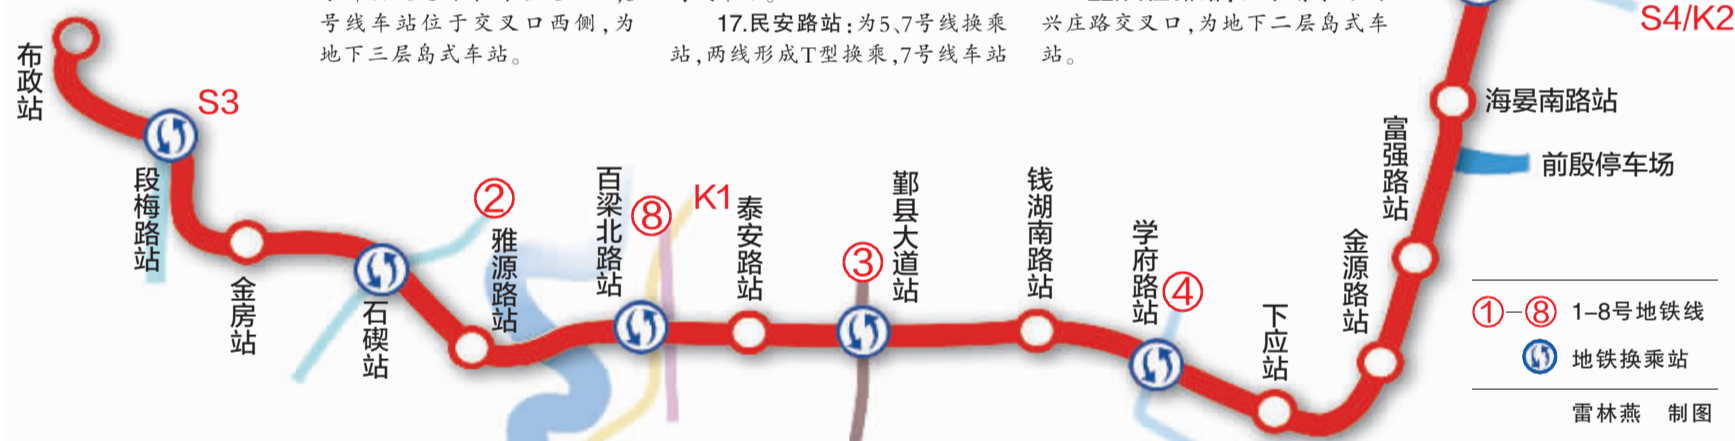 号线车站位于交叉口西侧,为
地下三层岛式车站。
17.民安路站:为5、7号线换乘
站,两线形成T型换乘,7号线车站
兴庄路交叉口,为地下二层岛式车
站。
S4/K2
布政站
S3
段梅路站
金房站
②
石碶站
雅源路站
百梁北路站
⑧
K1
泰安路站
③
鄞县大道站
钱湖南路站
学府路站
④
下应站
金源路站
富强路站
海晏南路站
前殷停车场
①–⑧ 1–8号地铁线
地铁换乘站
雷林燕 制图